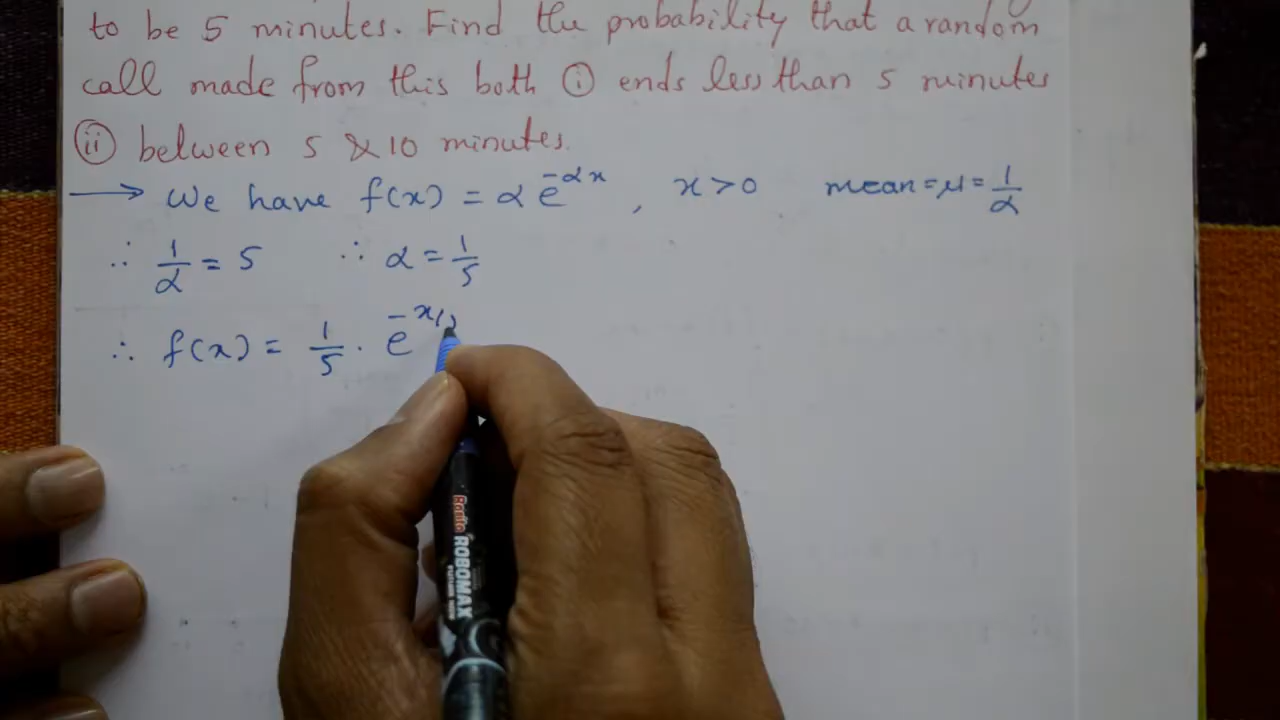 to be 5 minutes. Find the probability that a random
call made from this both (i) ends less than 5 minutes
(ii) between 5 & 10 minutes.
→ We have f(x) = α e^{-αx} , x > 0 mean = μ = 1/α
∴ 1/α = 5 ∴ α = 1/5
∴ f(x) = 1/5 . e^{-x/
Rorito ROBOMAX